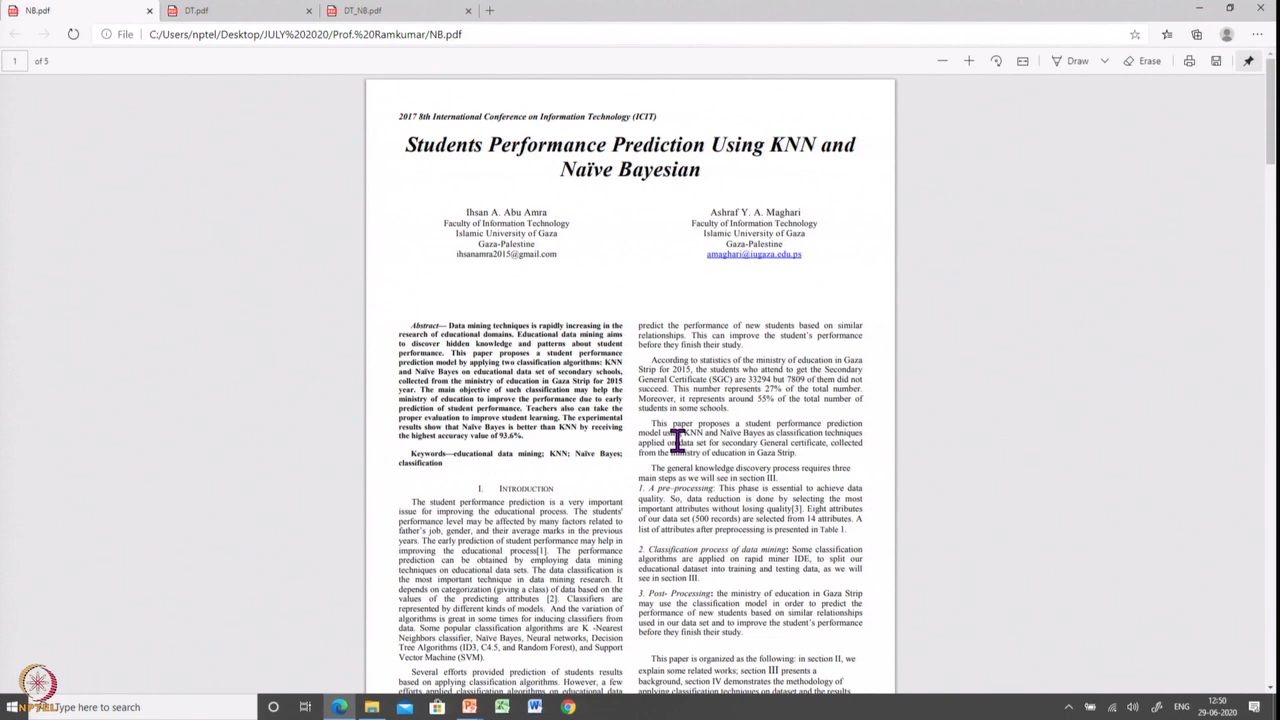 NB.pdf
DT.pdf
DT_NB.pdf
File
C:/Users/nptel/Desktop/JULY%202020/Prof.%20Ramkumar/NB.pdf
1 of 5
Draw
Erase
2017 8th International Conference on Information Technology (ICIT)
Students Performance Prediction Using KNN and
Naïve Bayesian
Ihsan A. Abu Amra
Faculty of Information Technology
Islamic University of Gaza
Gaza-Palestine
ihsanamra2015@gmail.com
Ashraf Y. A. Maghari
Faculty of Information Technology
Islamic University of Gaza
Gaza-Palestine
amaghari@iugaza.edu.ps
Abstract— Data mining techniques is rapidly increasing in the
research of educational domains. Educational data mining aims
to discover hidden knowledge and patterns about student
performance. This paper proposes a student performance
prediction model by applying two classification algorithms: KNN
and Naïve Bayes on educational data set of secondary schools,
collected from the ministry of education in Gaza Strip for 2015
year. The main objective of such classification may help the
ministry of education to improve the performance due to early
prediction of student performance. Teachers also can take the
proper evaluation to improve student learning. The experimental
results show that Naïve Bayes is better than KNN by receiving
the highest accuracy value of 93.6%.
Keywords—educational data mining; KNN; Naïve Bayes;
classification
I. INTRODUCTION
The student performance prediction is a very important
issue for improving the educational process. The students'
performance level may be affected by many factors related to
father's job, gender, and their average marks in the previous
years. The early prediction of student performance may help in
improving the educational process[1]. The performance
prediction can be obtained by employing data mining
techniques on educational data sets. The data classification is
the most important technique in data mining research. It
depends on categorization (giving a class) of data based on the
values of the predicting attributes [2]. Classifiers are
represented by different kinds of models. And the variation of
algorithms is great in some times for inducing classifiers from
data. Some popular classification algorithms are K -Nearest
Neighbors classifier, Naïve Bayes, Neural networks, Decision
Tree Algorithms (ID3, C4.5, and Random Forest), and Support
Vector Machine (SVM).
Several efforts provided prediction of students results
based on applying classification algorithms. However, a few
efforts applied classification algorithms on educational data
predict the performance of new students based on similar
relationships. This can improve the student's performance
before they finish their study.
According to statistics of the ministry of education in Gaza
Strip for 2015, the students who attend to get the Secondary
General Certificate (SGC) are 33294 but 7809 of them did not
succeed. This number represents 27% of the total number.
Moreover, it represents around 55% of the total number of
students in some schools.
This paper proposes a student performance prediction
model KNN and Naïve Bayes as classification techniques
applied on data set for secondary General certificate, collected
from the ministry of education in Gaza Strip.
The general knowledge discovery process requires three
main steps as we will see in section III.
1. A pre-processing: This phase is essential to achieve data
quality. So, data reduction is done by selecting the most
important attributes without losing quality[3]. Eight attributes
of our data set (500 records) are selected from 14 attributes. A
list of attributes after preprocessing is presented in Table 1.
2. Classification process of data mining: Some classification
algorithms are applied on rapid miner IDE, to split our
educational dataset into training and testing data, as we will
see in section III.
3. Post- Processing: the ministry of education in Gaza Strip
may use the classification model in order to predict the
performance of new students based on similar relationships
used in our data set and to improve the student's performance
before they finish their study.
This paper is organized as the following: in section II, we
explain some related works; section III presents a
background, section IV demonstrates the methodology of
applying classification techniques on dataset and the results
NPTEL
here to search
ENG
12:50
29-06-2020